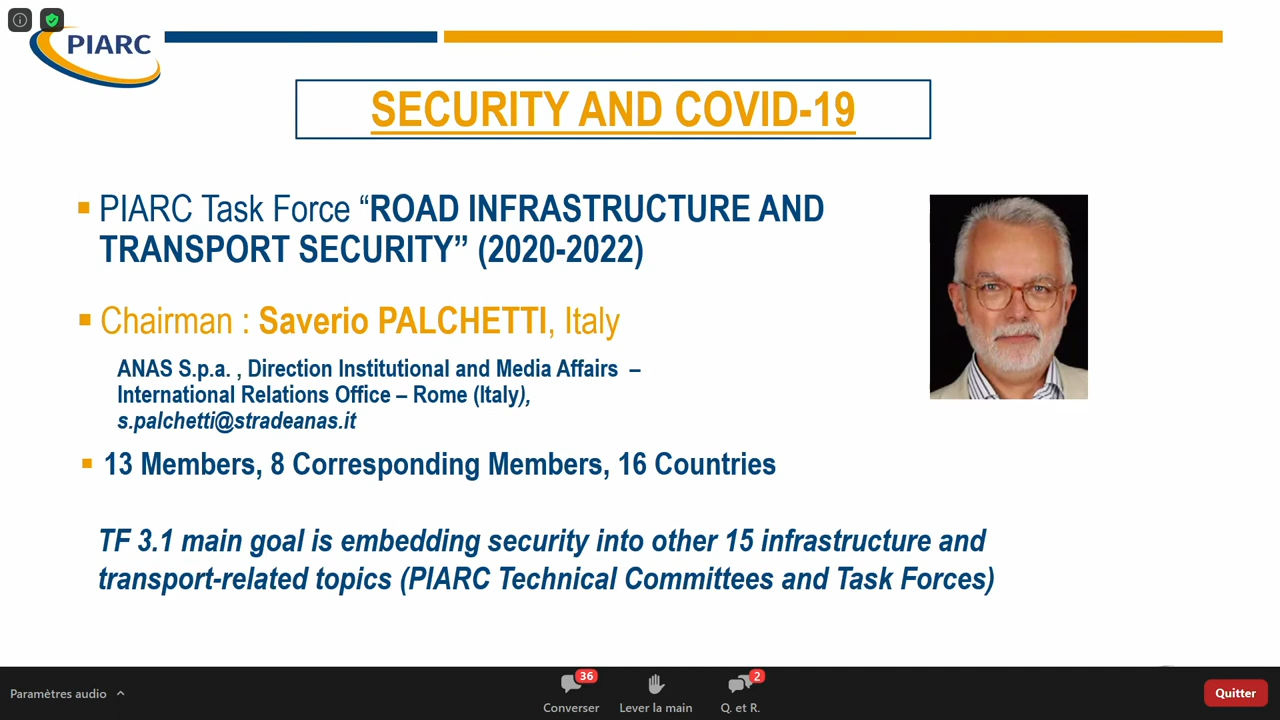 PIARC
SECURITY AND COVID-19
▪ PIARC Task Force “ROAD INFRASTRUCTURE AND
TRANSPORT SECURITY” (2020-2022)
▪ Chairman : Saverio PALCHETTI, Italy
ANAS S.p.a. , Direction Institutional and Media Affairs –
International Relations Office – Rome (Italy),
s.palchetti@stradeanas.it
▪ 13 Members, 8 Corresponding Members, 16 Countries
TF 3.1 main goal is embedding security into other 15 infrastructure and
transport-related topics (PIARC Technical Committees and Task Forces)
36
2
Paramètres audio
Converser
Lever la main
Q. et R.
Quitter